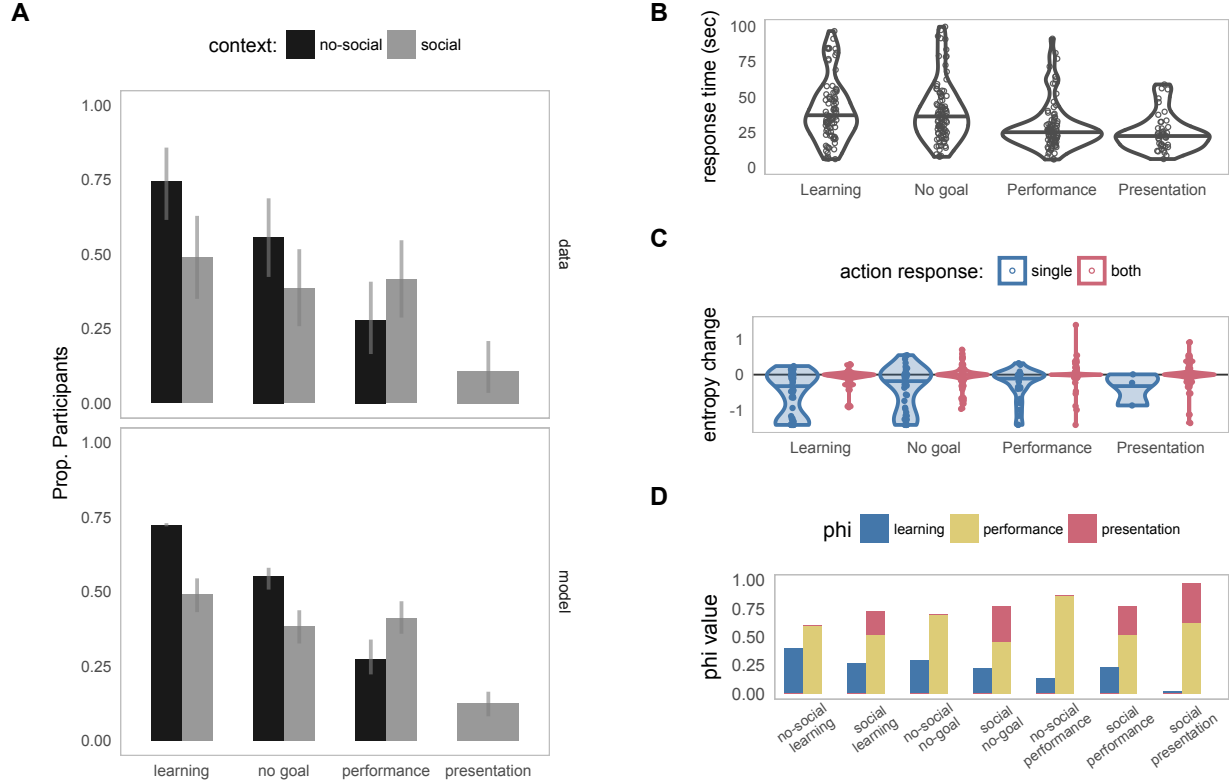 A
context: no-social social
Prop. Participants
1.00
0.75
0.50
0.25
0.00
data
1.00
0.75
0.50
0.25
0.00
model
learning no goal performance presentation
B
response time (sec)
100
75
50
25
0
Learning No goal Performance Presentation
C
action response: single both
entropy change
1
0
-1
Learning No goal Performance Presentation
D
phi learning performance presentation
phi value
1.00
0.75
0.50
0.25
0.00
no-social
learning
social
learning
no-social
no-goal
social
no-goal
no-social
performance
social
performance
social
presentation